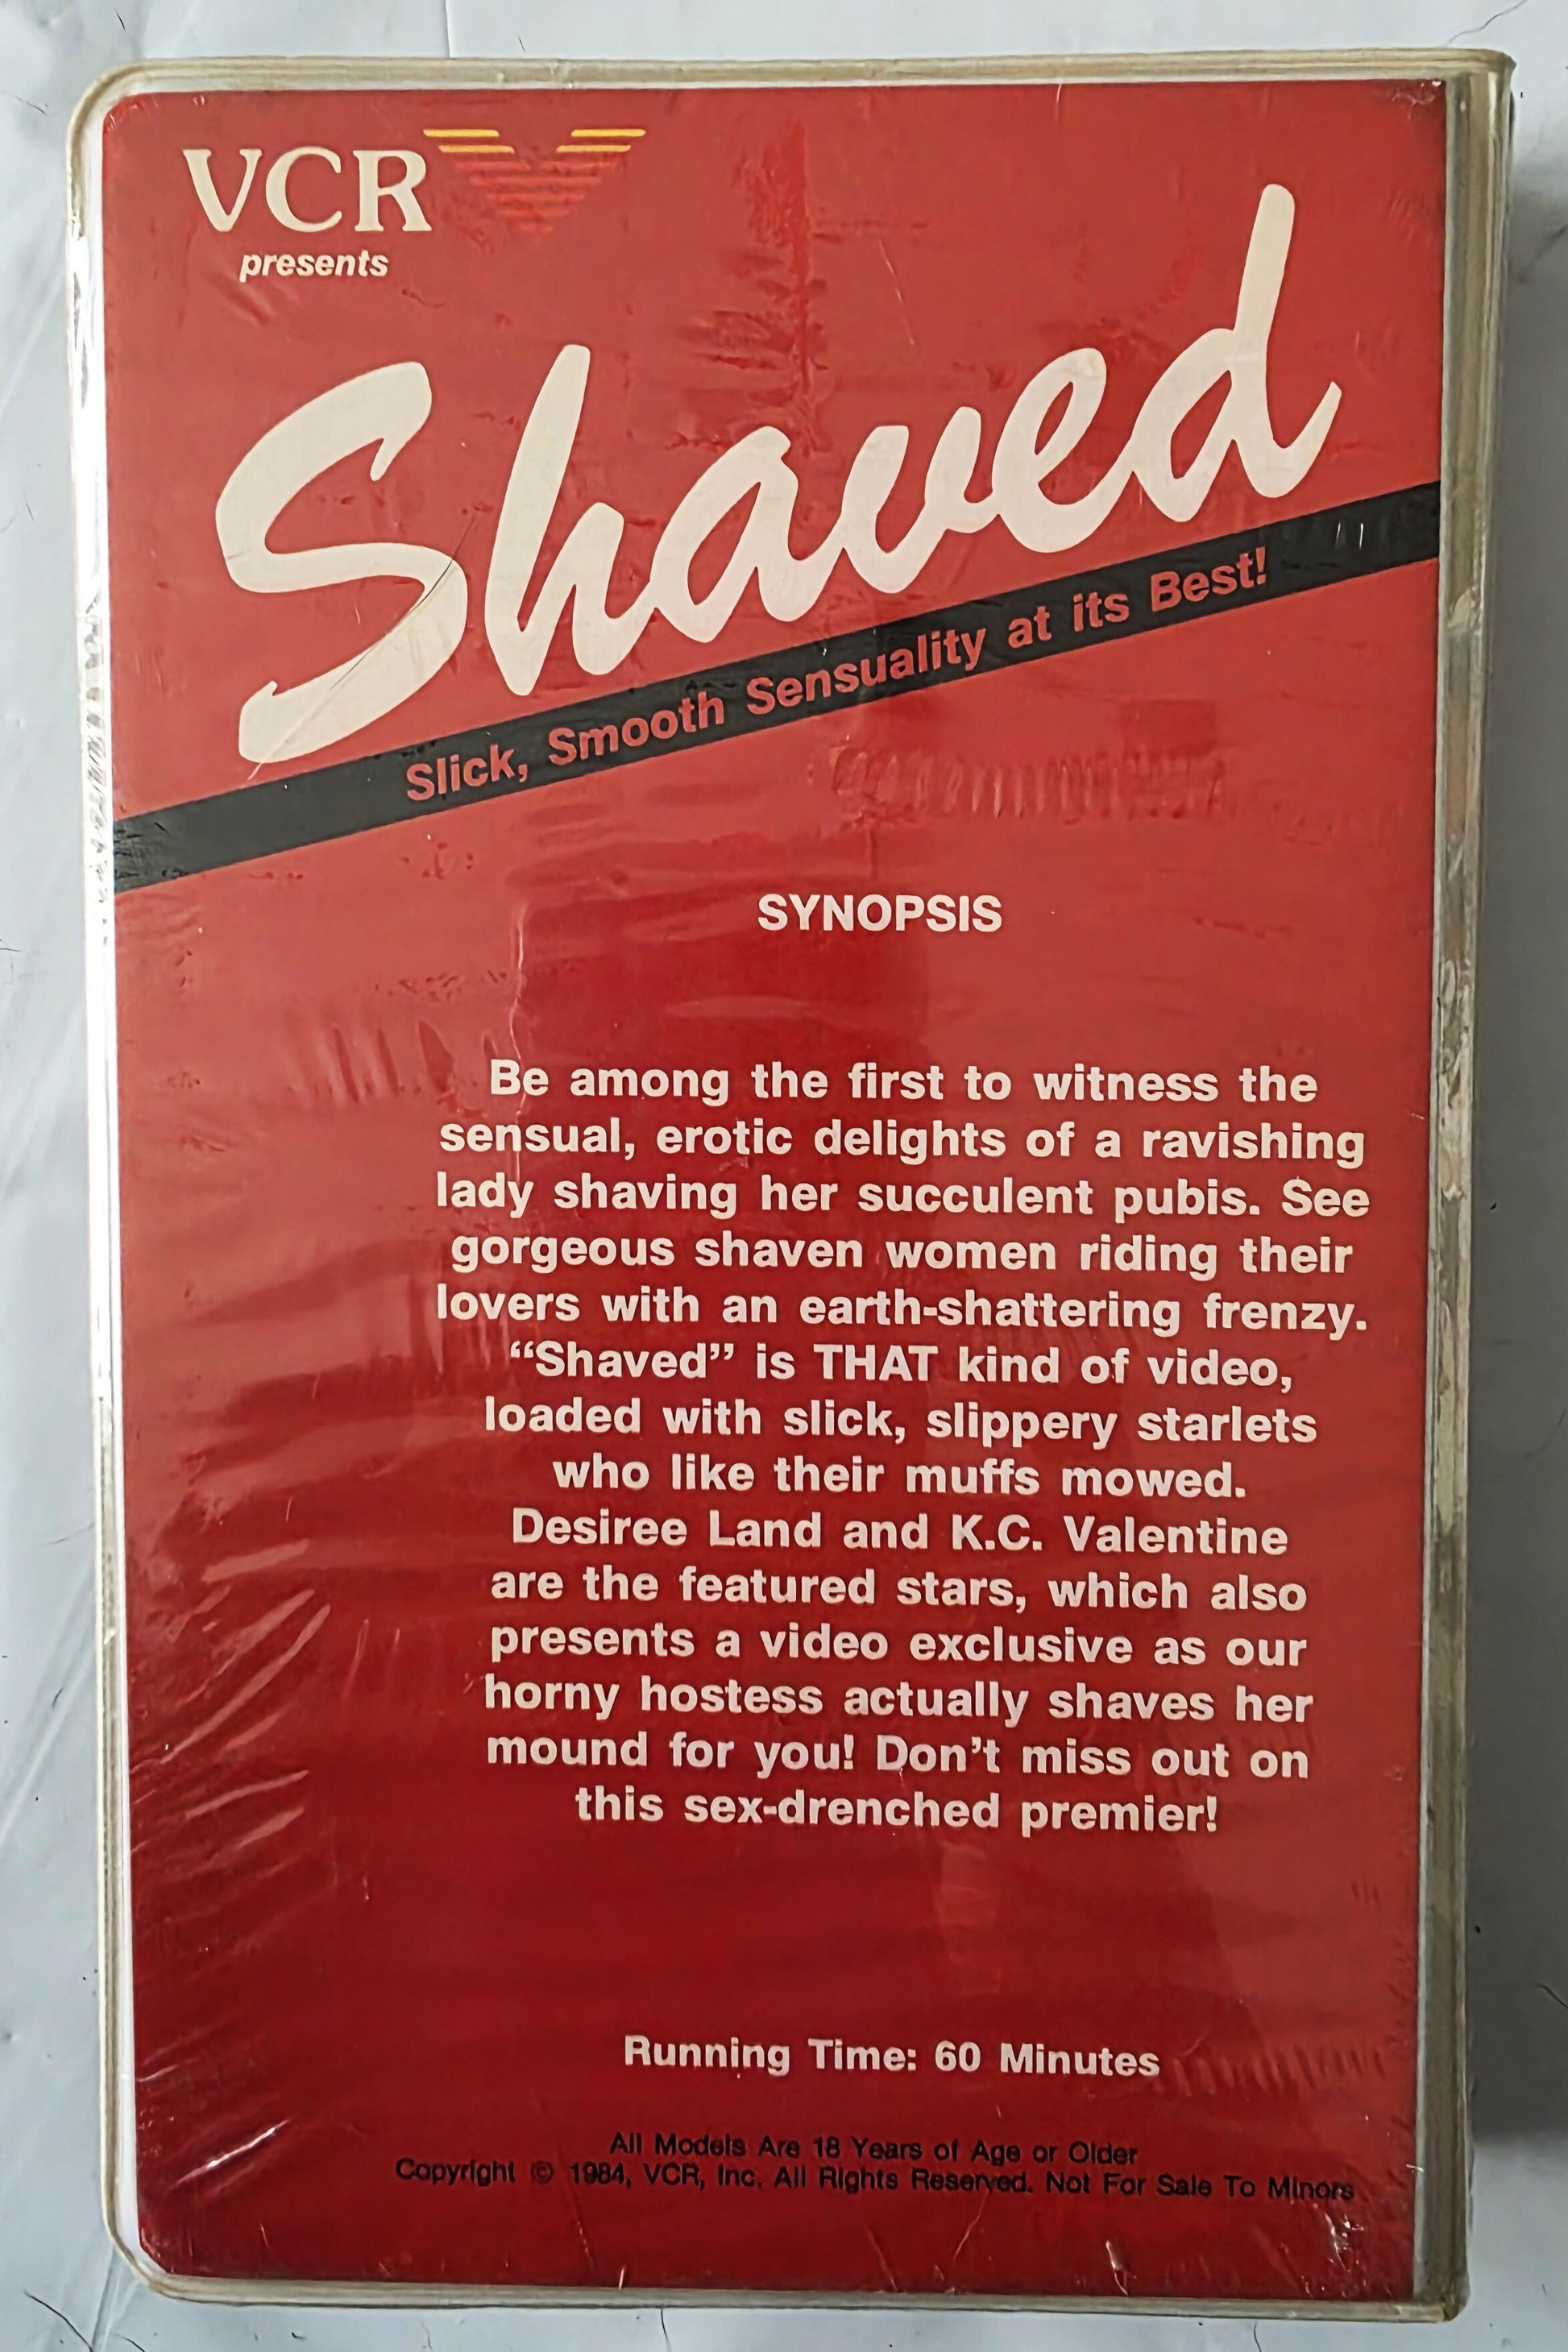 VCR
presents
Shaved
Slick, Smooth Sensuality at its Best!
SYNOPSIS
Be among the first to witness the
sensual, erotic delights of a ravishing
lady shaving her succulent pubis. See
gorgeous shaven women riding their
lovers with an earth-shattering frenzy.
“Shaved” is THAT kind of video,
loaded with slick, slippery starlets
who like their muffs mowed.
Desiree Land and K.C. Valentine
are the featured stars, which also
presents a video exclusive as our
horny hostess actually shaves her
mound for you! Don’t miss out on
this sex-drenched premier!
Running Time: 60 Minutes
All Models Are 18 Years of Age or Older
Copyright © 1984, VCR, Inc. All Rights Reserved. Not For Sale To Minors